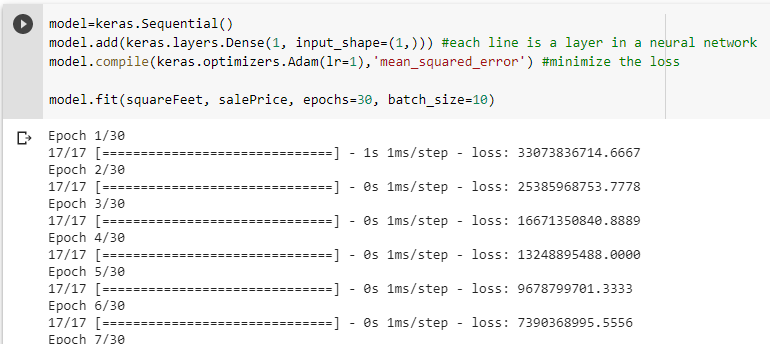 model=keras.Sequential()
model.add(keras.layers.Dense(1, input_shape=(1,))) #each line is a layer in a neural network
model.compile(keras.optimizers.Adam(lr=1),'mean_squared_error') #minimize the loss
model.fit(squareFeet, salePrice, epochs=30, batch_size=10)
Epoch 1/30
17/17 [==============================] - 1s 1ms/step - loss: 33073836714.6667
Epoch 2/30
17/17 [==============================] - 0s 1ms/step - loss: 25385968753.7778
Epoch 3/30
17/17 [==============================] - 0s 1ms/step - loss: 16671350840.8889
Epoch 4/30
17/17 [==============================] - 0s 1ms/step - loss: 13248895488.0000
Epoch 5/30
17/17 [==============================] - 0s 1ms/step - loss: 9678799701.3333
Epoch 6/30
17/17 [==============================] - 0s 1ms/step - loss: 7390368995.5556
Epoch 7/30